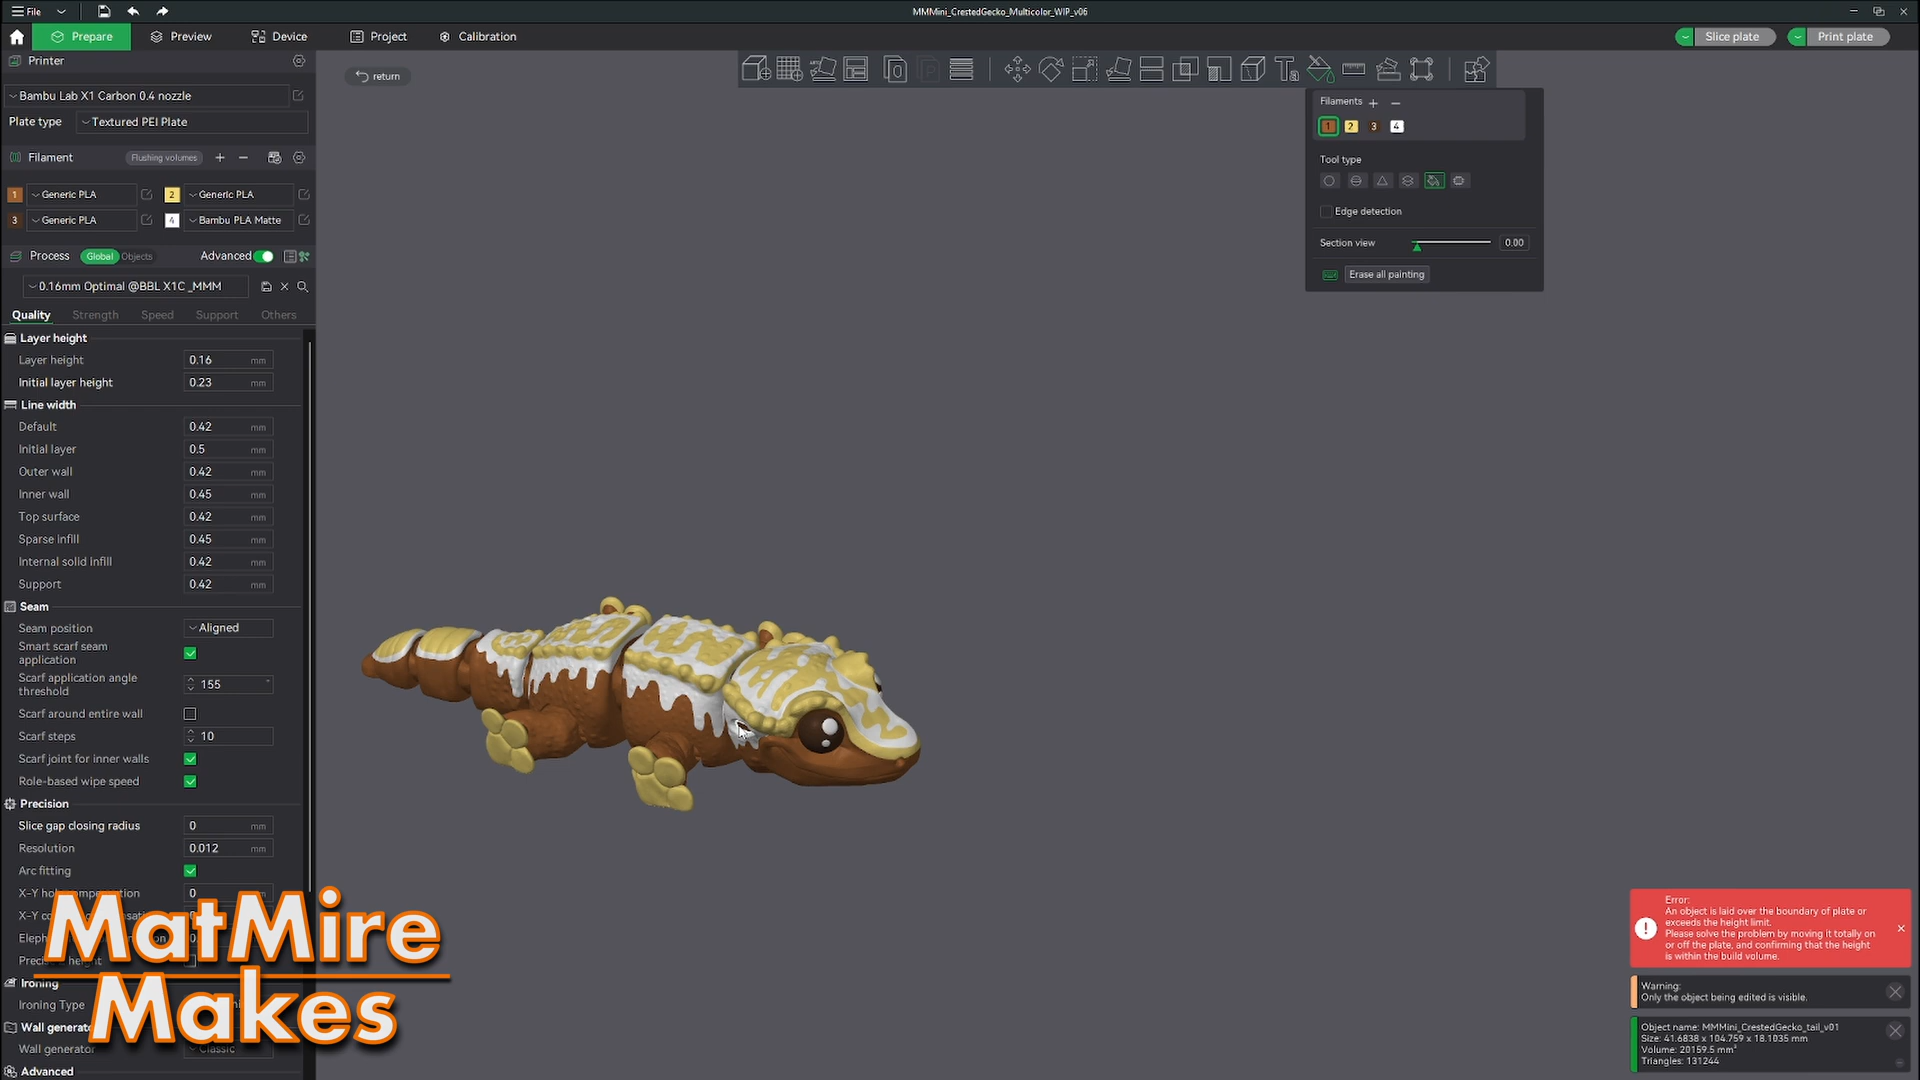 File
MMMini_CrestedGecko_Multicolor_WIP_v06
Prepare
Preview
Device
Project
Calibration
Slice plate
Print plate
Printer
return
Bambu Lab X1 Carbon 0.4 nozzle
Plate type
Textured PEI Plate
Filament
Flushing volumes
1 Generic PLA
2 Generic PLA
3 Generic PLA
4 Bambu PLA Matte
Process
Global
Objects
Advanced
0.16mm Optimal @BBL X1C _MMM
Quality
Strength
Speed
Support
Others
Layer height
Layer height 0.16 mm
Initial layer height 0.23 mm
Line width
Default 0.42 mm
Initial layer 0.5 mm
Outer wall 0.42 mm
Inner wall 0.45 mm
Top surface 0.42 mm
Sparse infill 0.45 mm
Internal solid infill 0.42 mm
Support 0.42 mm
Seam
Seam position Aligned
Smart scarf seam
application
Scarf application angle
threshold 155 °
Scarf around entire wall
Scarf steps 10
Scarf joint for inner walls
Role-based wipe speed
Precision
Slice gap closing radius 0 mm
Resolution 0.012 mm
Arc fitting
0
Ironing
Ironing Type
Wall generator
Wall generator Classic
Advanced
MatMire
Makes
Filaments + −
1 2 3 4
Tool type
Edge detection
Section view 0.00
Erase all painting
Error:
An object is laid over the boundary of plate or
exceeds the height limit.
Please solve the problem by moving it totally on
or off the plate, and confirming that the height
is within the build volume.
Warning:
Only the object being edited is visible.
Object name: MMMini_CrestedGecko_tail_v01
Size: 41.6838 x 104.759 x 18.1035 mm
Volume: 20159.5 mm³
Triangles: 131244